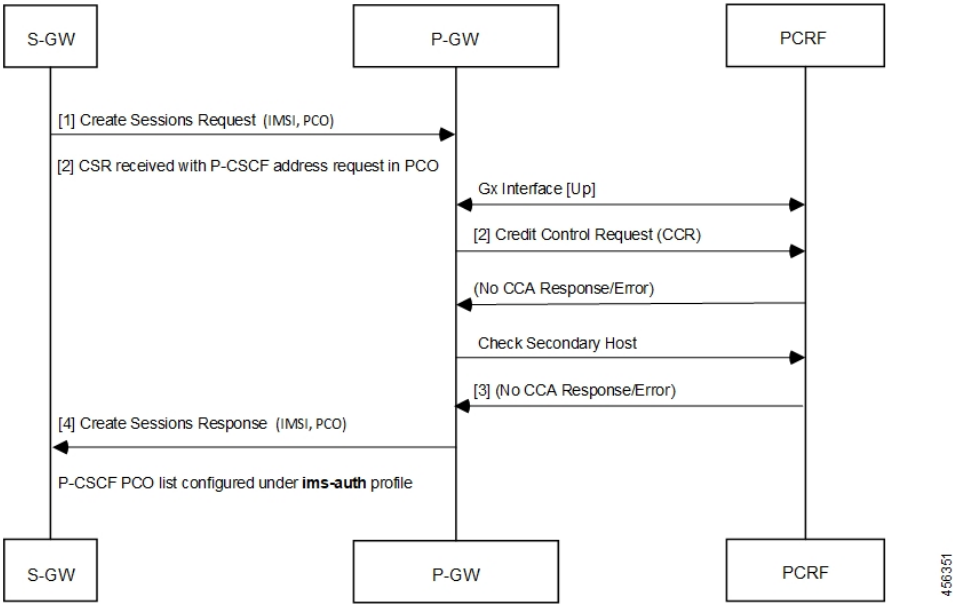 S-GW
P-GW
PCRF
[1] Create Sessions Request (IMSI, PCO)
[2] CSR received with P-CSCF address request in PCO
Gx Interface [Up]
[2] Credit Control Request (CCR)
(No CCA Response/Error)
Check Secondary Host
[3] (No CCA Response/Error)
[4] Create Sessions Response (IMSI, PCO)
P-CSCF PCO list configured under ims-auth profile
S-GW
P-GW
PCRF
456351